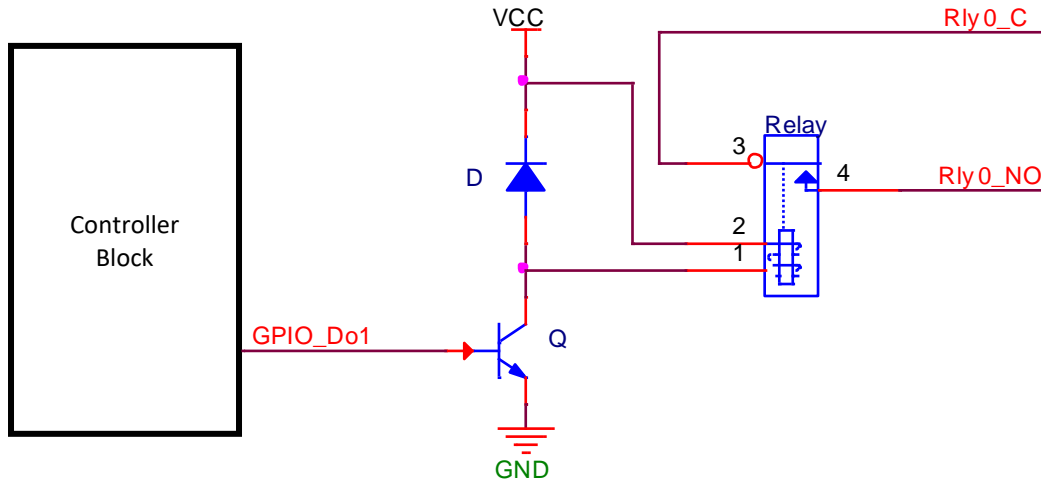 VCC
Rly0_C
Relay
3
D
4
Rly0_NO
Controller
Block
2
1
GPIO_Do1
Q
GND